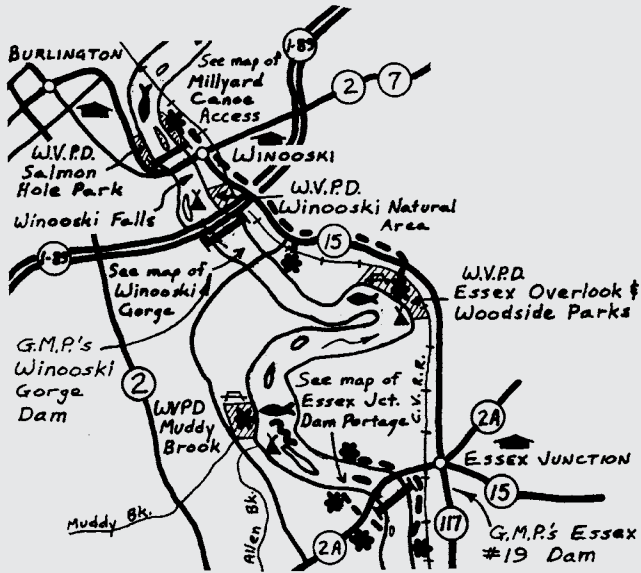 BURLINGTON
I-89
See map of
Millyard
Canoe
Access
2
7
W.V.P.D.
Salmon
Hole Park
WINOOSKI
Winooski Falls
W.V.P.D.
Winooski Natural
Area
I-89
15
See map of
Winooski
Gorge
W.V.P.D.
Essex Overlook &
Woodside Parks
G.M.P.'s
Winooski
Gorge
Dam
2
C.V.R.R.
WVPD
Muddy
Brook
See map of
Essex Jct.
Dam Portage
2A
ESSEX JUNCTION
15
Muddy Bk.
Allen Bk.
2A
117
G.M.P.'s Essex
#19 Dam